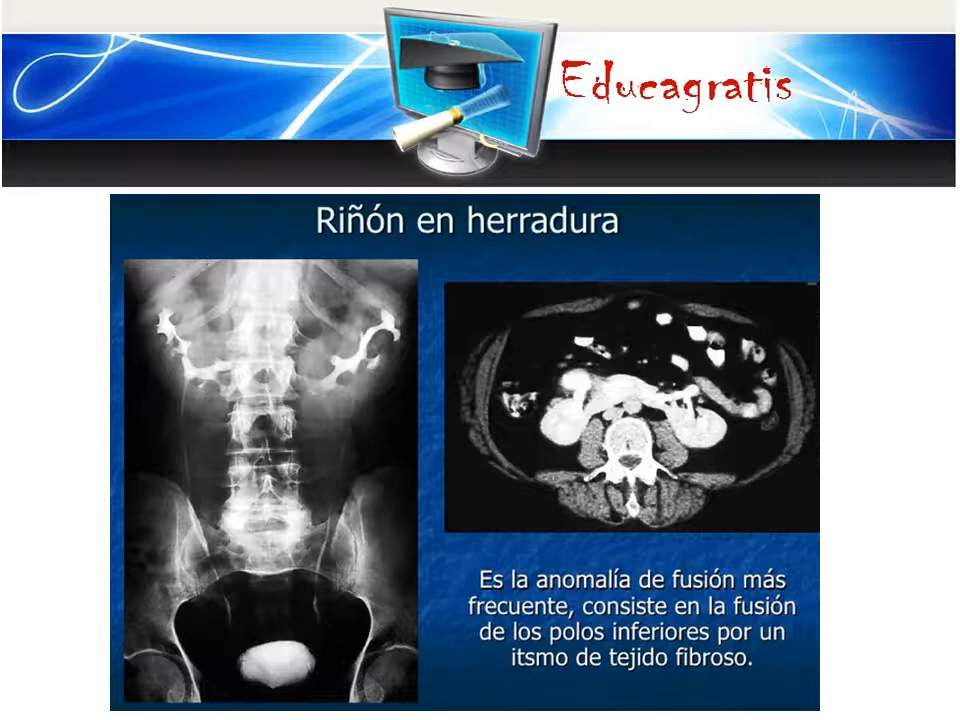 Educagratis
Riñón en herradura
Es la anomalía de fusión más
frecuente, consiste en la fusión
de los polos inferiores por un
itsmo de tejido fibroso.